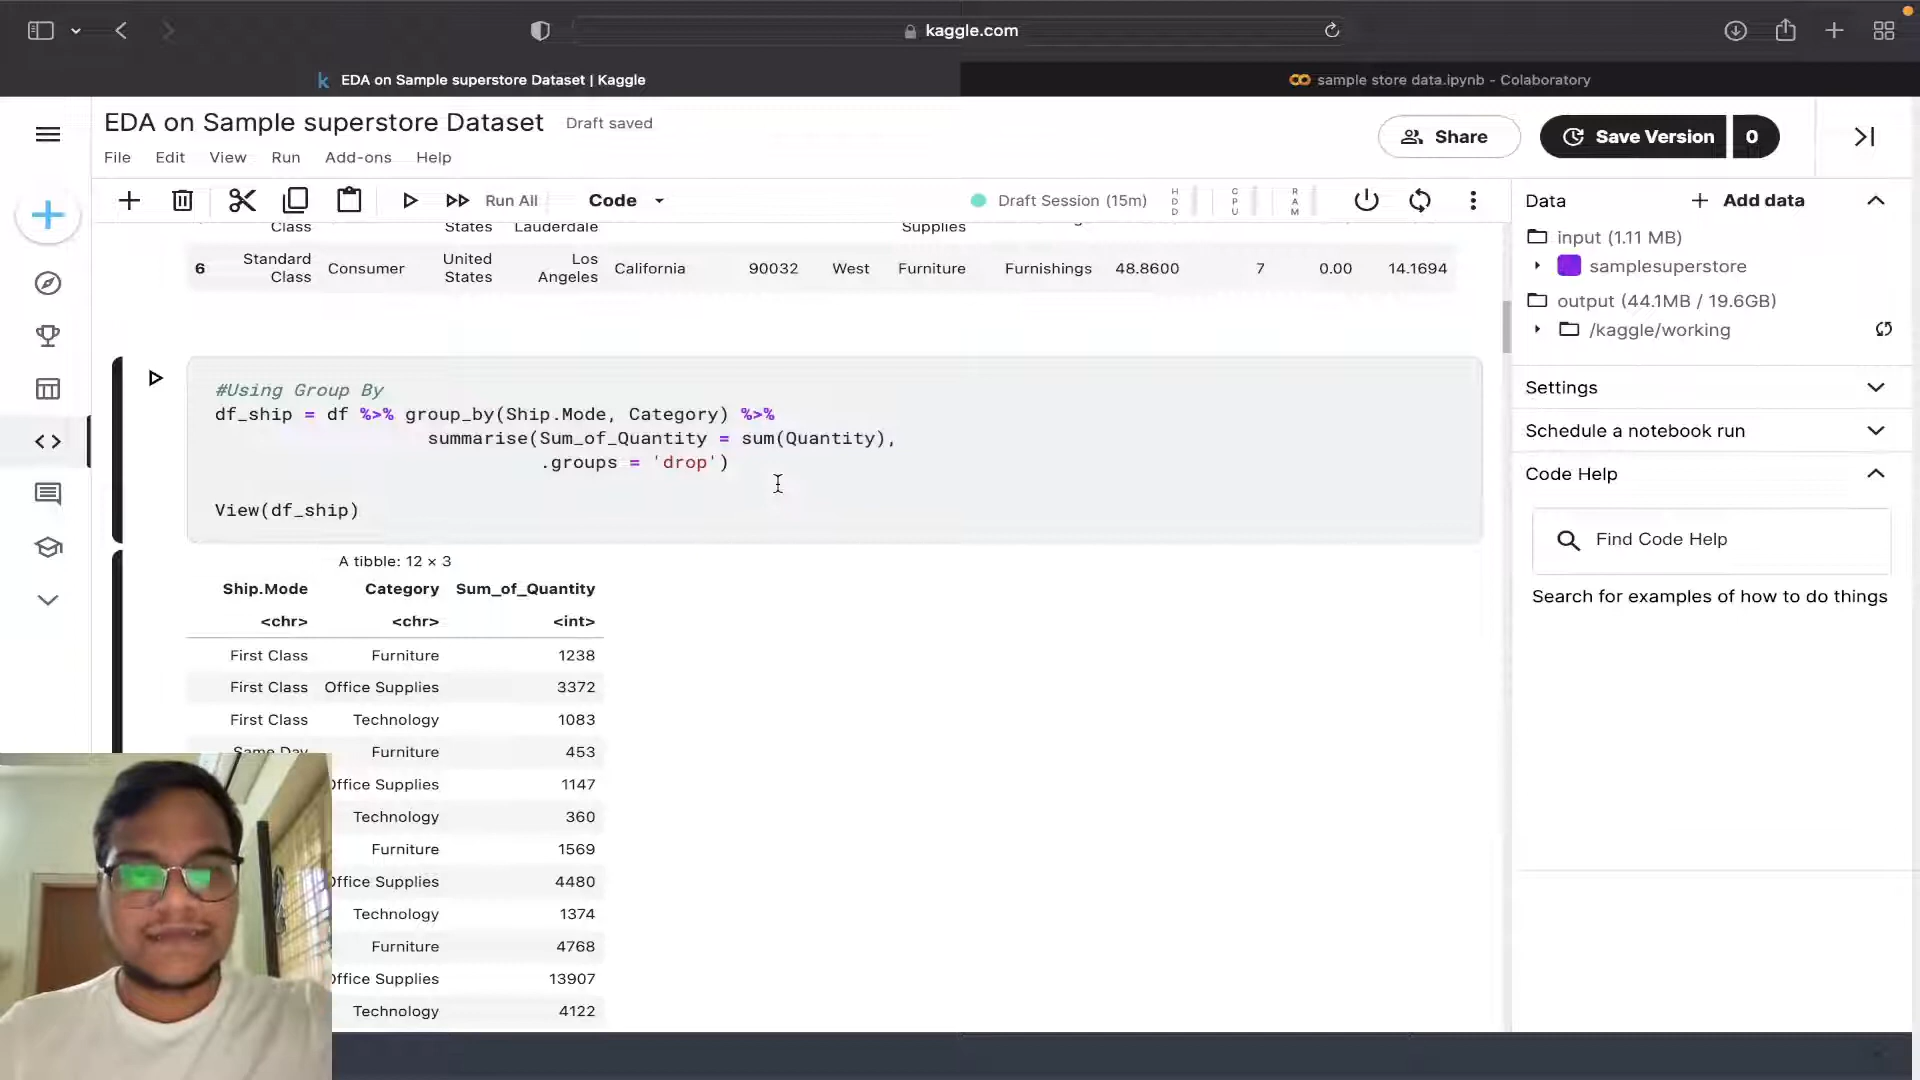 kaggle.com
EDA on Sample superstore Dataset | Kaggle
sample store data.ipynb - Colaboratory
EDA on Sample superstore Dataset
Draft saved
File Edit View Run Add-ons Help
Share
Save Version 0
Run All
Code
Draft Session (15m)
HDD
CPU
RAM
Class States Lauderdale Supplies
6 Standard Class Consumer United States Los Angeles California 90032 West Furniture Furnishings 48.8600 7 0.00 14.1694
#Using Group By
df_ship = df %>% group_by(Ship.Mode, Category) %>%
summarise(Sum_of_Quantity = sum(Quantity),
.groups = 'drop')
View(df_ship)
A tibble: 12 × 3
Ship.Mode Category Sum_of_Quantity
<chr> <chr> <int>
First Class Furniture 1238
First Class Office Supplies 3372
First Class Technology 1083
Same Day Furniture 453
Office Supplies 1147
Technology 360
Furniture 1569
Office Supplies 4480
Technology 1374
Furniture 4768
Office Supplies 13907
Technology 4122
Data
+ Add data
input (1.11 MB)
samplesuperstore
output (44.1MB / 19.6GB)
/kaggle/working
Settings
Schedule a notebook run
Code Help
Find Code Help
Search for examples of how to do things